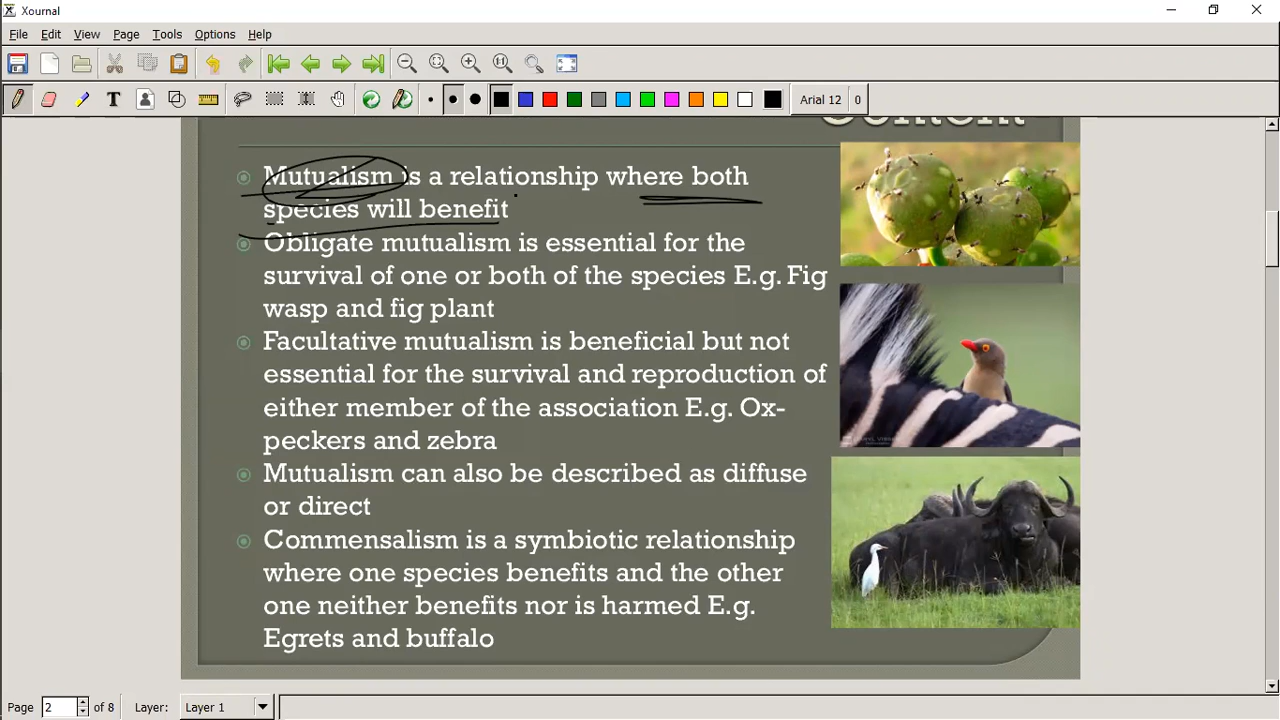 Xournal
File Edit View Page Tools Options Help
Arial 12 0
Mutualism is a relationship where both
species will benefit
Obligate mutualism is essential for the
survival of one or both of the species E.g. Fig
wasp and fig plant
Facultative mutualism is beneficial but not
essential for the survival and reproduction of
either member of the association E.g. Ox-
peckers and zebra
Mutualism can also be described as diffuse
or direct
Commensalism is a symbiotic relationship
where one species benefits and the other
one neither benefits nor is harmed E.g.
Egrets and buffalo
Page 2 of 8 Layer: Layer 1